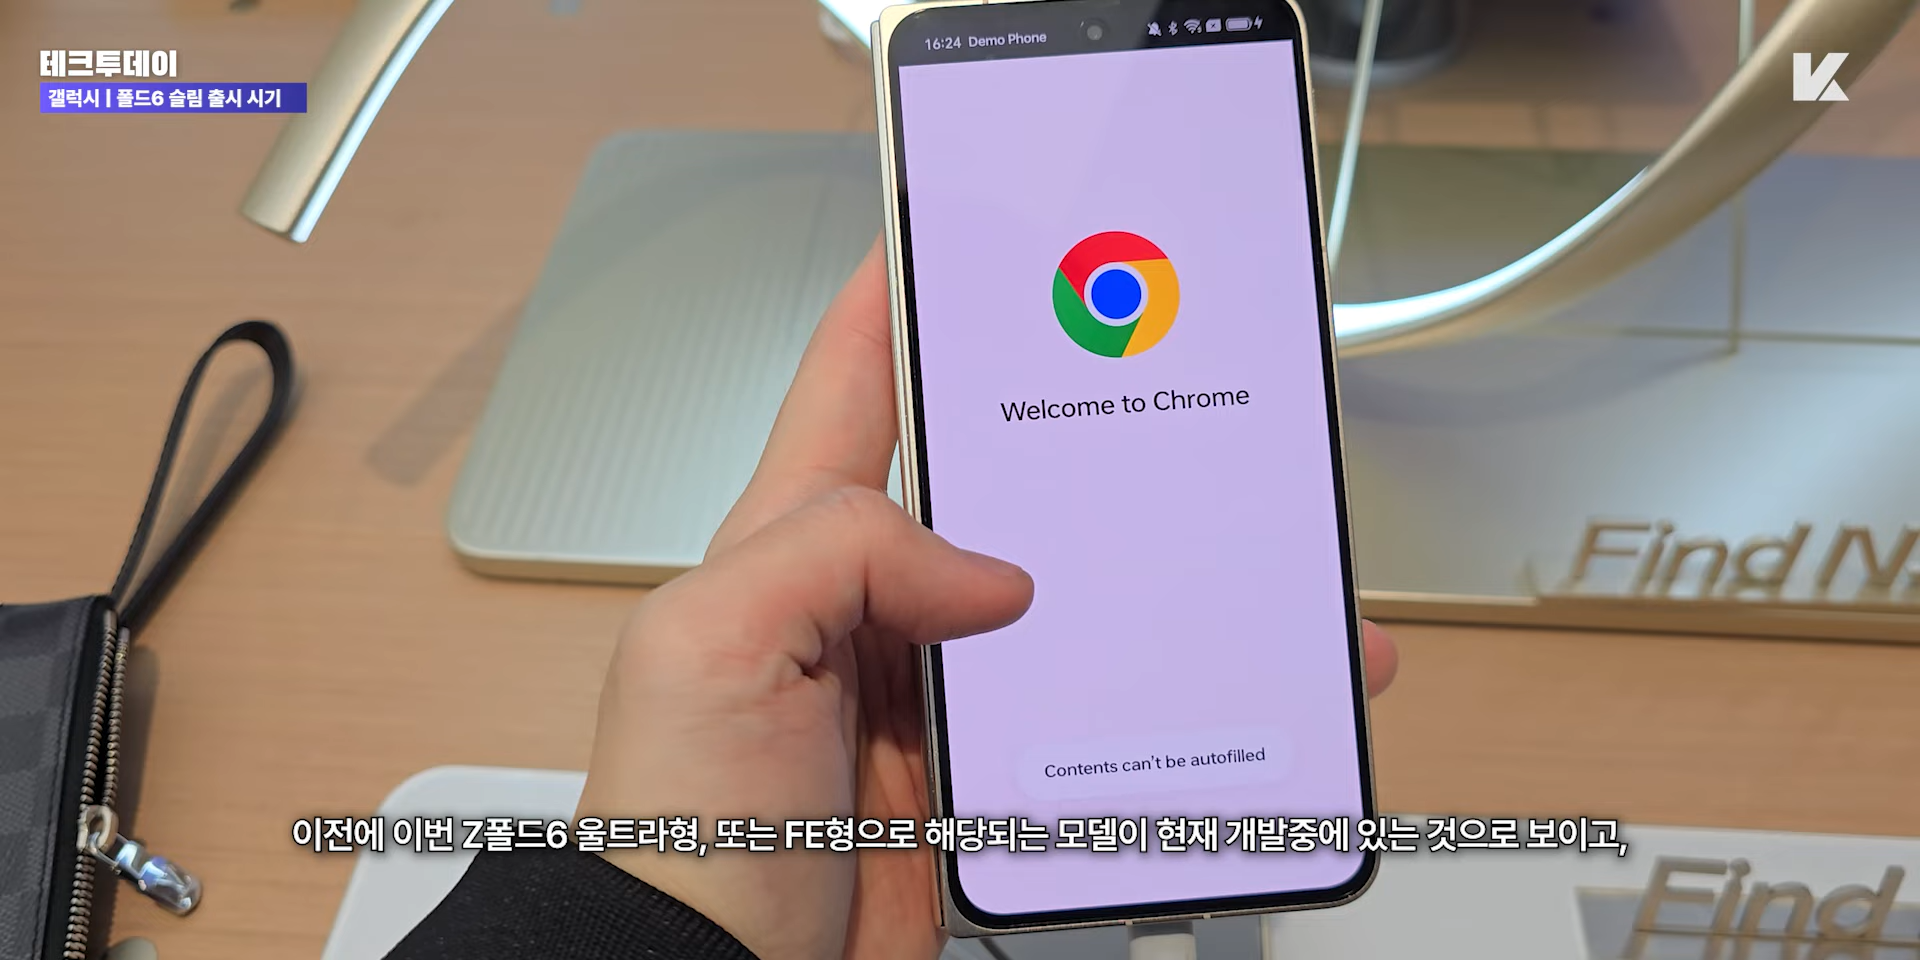 테크투데이
갤럭시 | 폴드6 슬림 출시 시기
16:24 Demo Phone
Welcome to Chrome
Contents can't be autofilled
Find N
Find
이전에 이번 Z폴드6 울트라형, 또는 FE형으로 해당되는 모델이 현재 개발중에 있는 것으로 보이고,